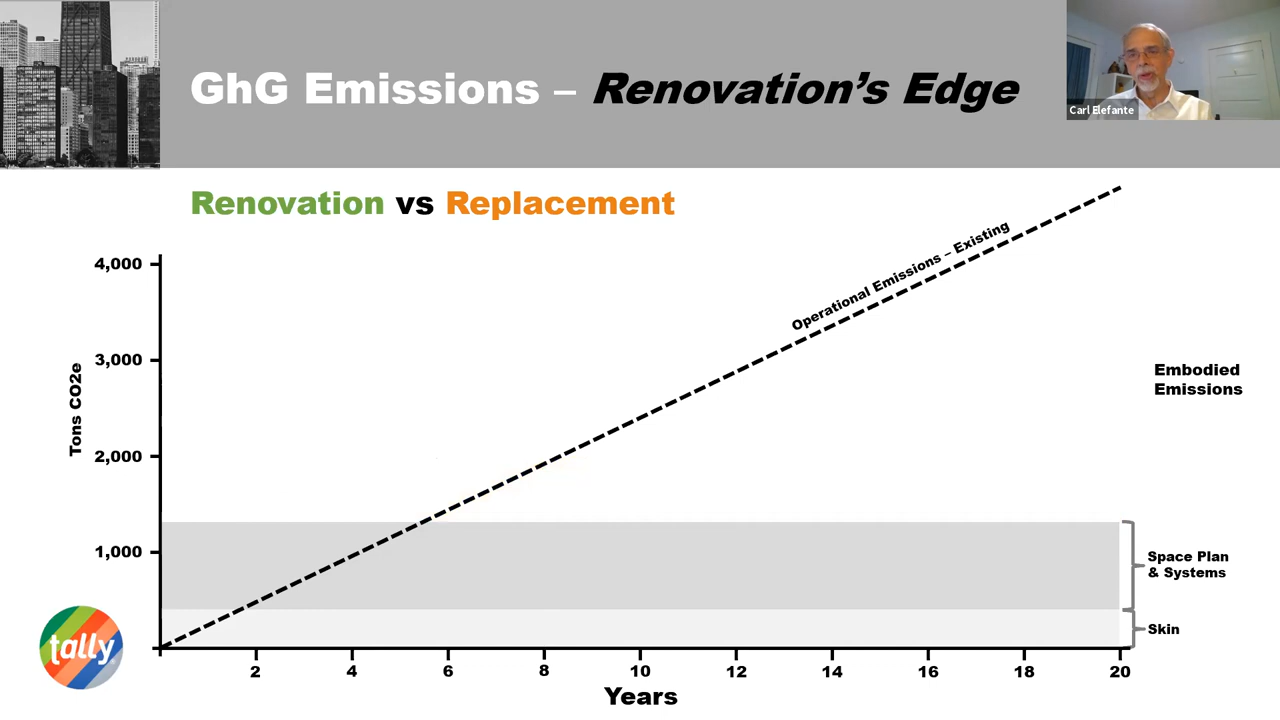 GhG Emissions – Renovation's Edge
Carl Elefante
Renovation vs Replacement
4,000
3,000
2,000
1,000
Tons CO2e
Operational Emissions – Existing
Embodied
Emissions
Space Plan
& Systems
Skin
tally
2 4 6 8 10 12 14 16 18 20
Years